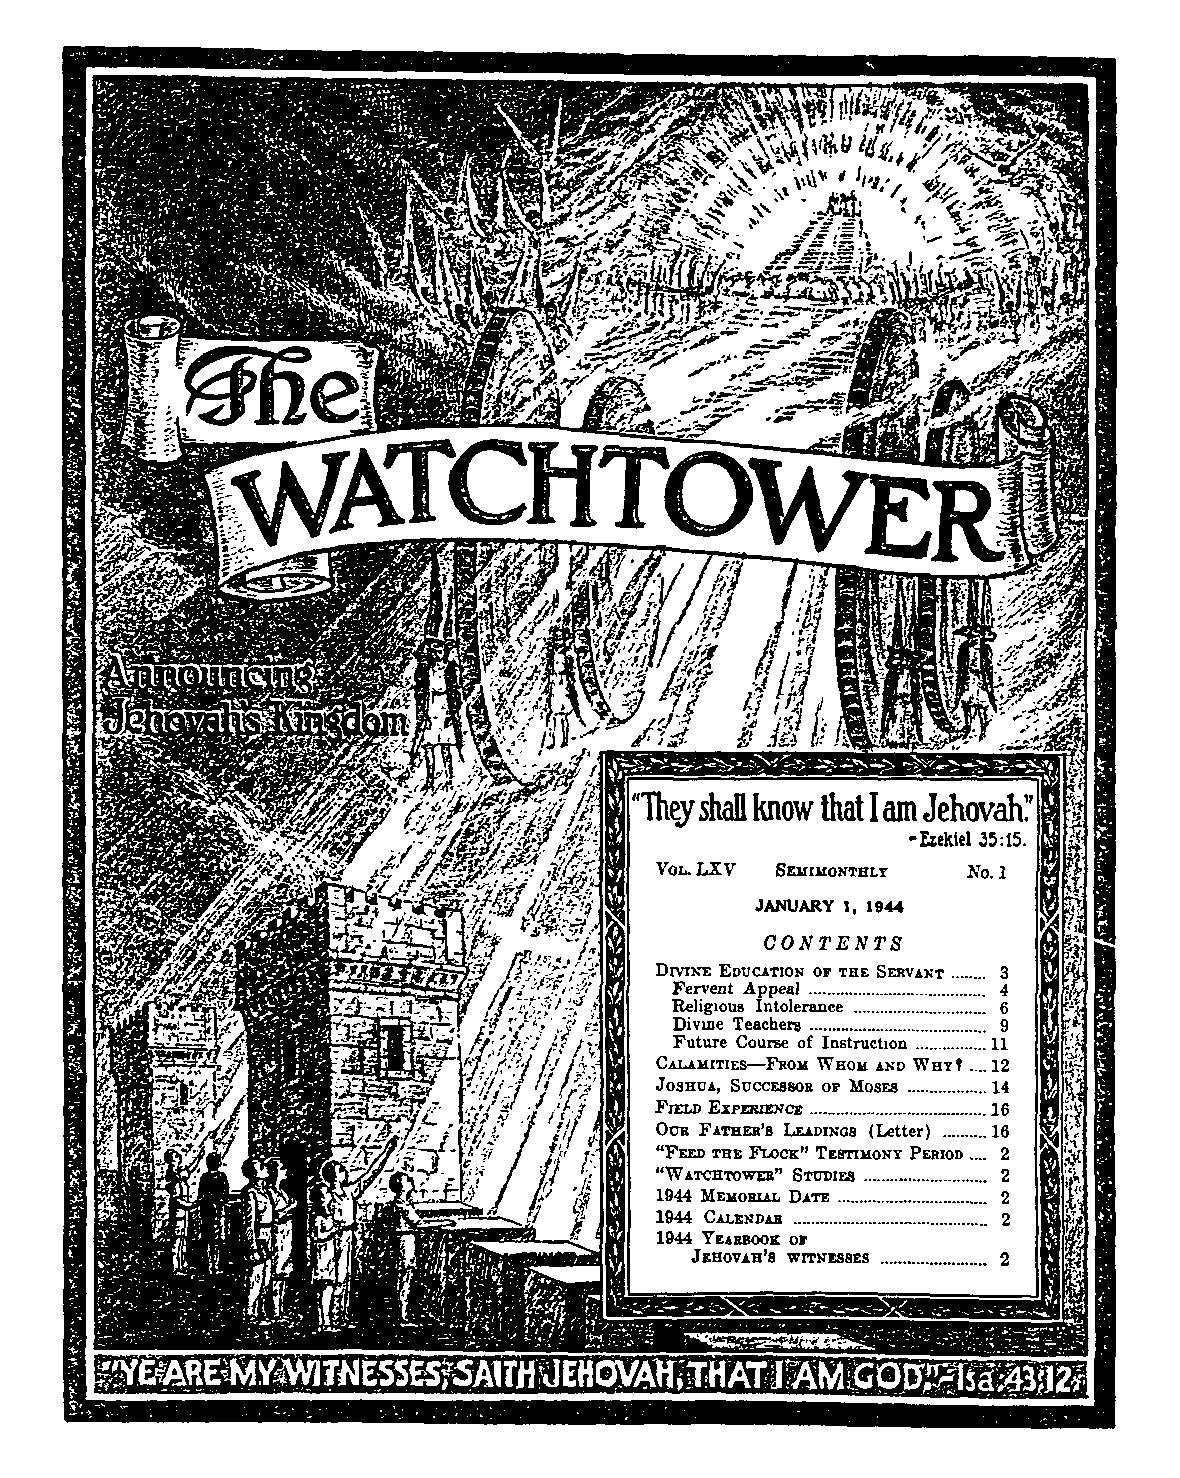 The
WATCHTOWER
Announcing
Jehovah's Kingdom
"They shall know that I am Jehovah."
-Ezekiel 35:15.
VOL. LXV SEMIMONTHLY No. 1
JANUARY 1, 1944
CONTENTS
DIVINE EDUCATION OF THE SERVANT ........ 3
Fervent Appeal ........ 4
Religious Intolerance ........ 6
Divine Teachers ........ 9
Future Course of Instruction ........ 11
CALAMITIES—FROM WHOM AND WHY? .... 12
JOSHUA, SUCCESSOR OF MOSES ........ 14
FIELD EXPERIENCE ........ 16
OUR FATHER'S LEADINGS (Letter) ........ 16
"FEED THE FLOCK" TESTIMONY PERIOD .... 2
"WATCHTOWER" STUDIES ........ 2
1944 MEMORIAL DATE ........ 2
1944 CALENDAR ........ 2
1944 YEARBOOK OF
JEHOVAH'S WITNESSES ........ 2
"YE ARE MY WITNESSES, SAITH JEHOVAH, THAT I AM GOD."-Isa. 43:12.